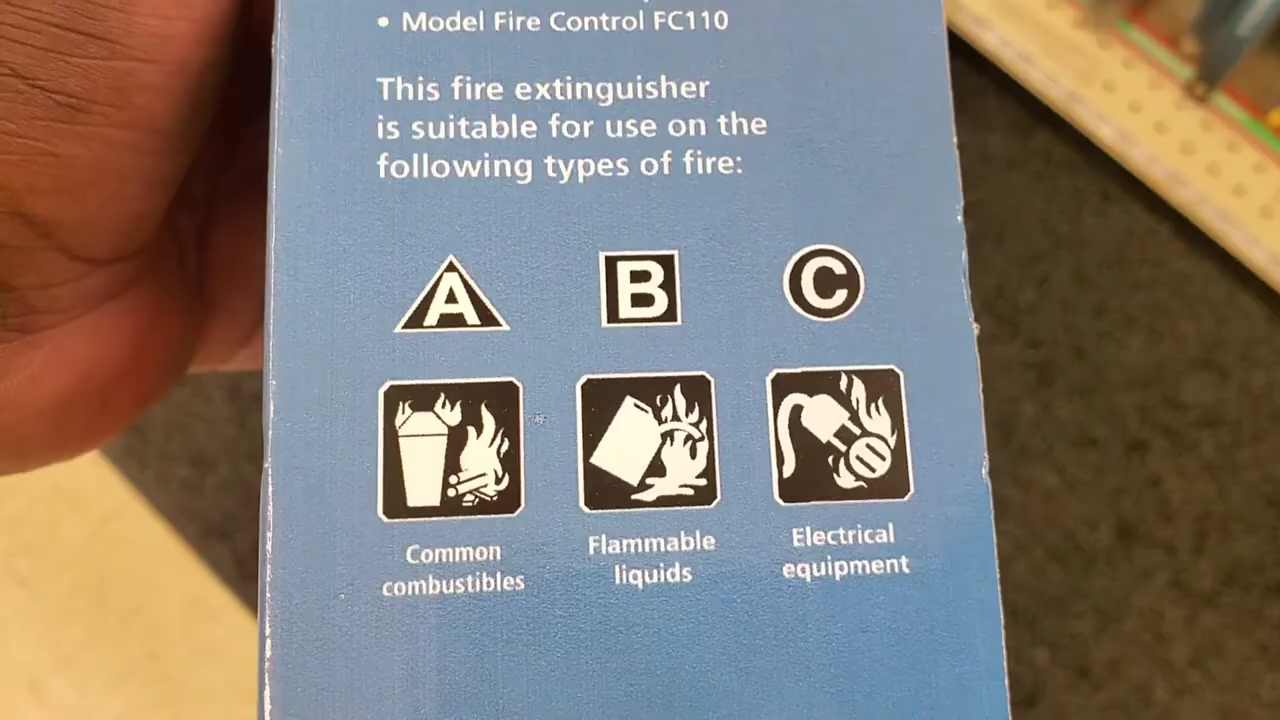 • Model Fire Control FC110
This fire extinguisher
is suitable for use on the
following types of fire:
A B C
Common combustibles
Flammable liquids
Electrical equipment